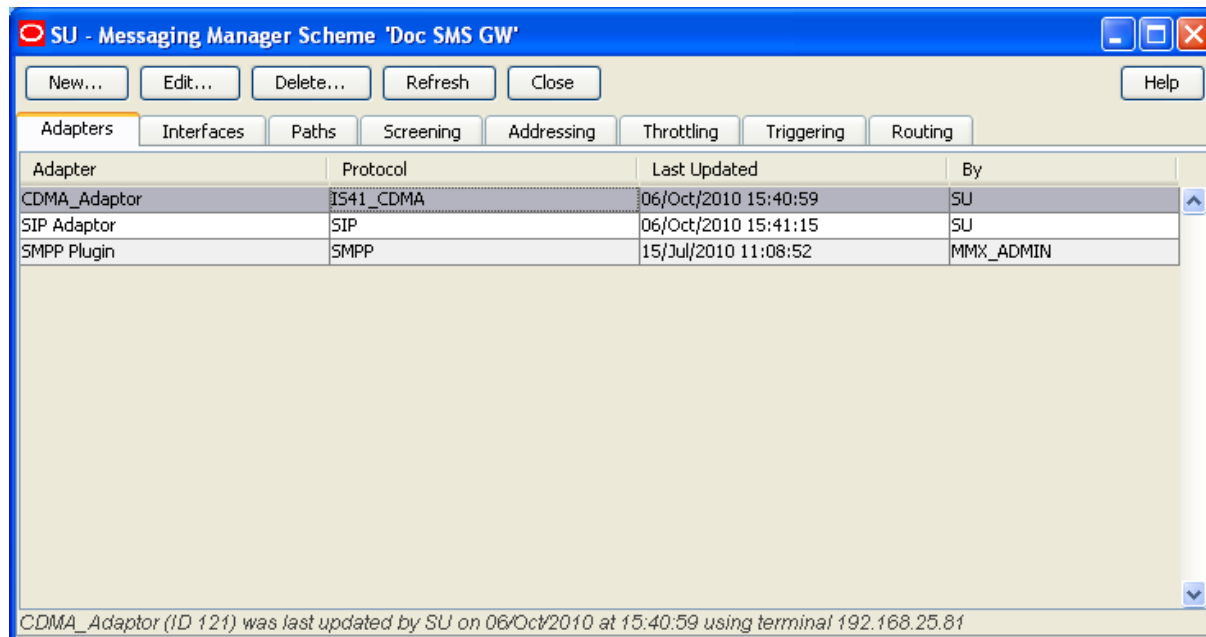 SU - Messaging Manager Scheme 'Doc SMS GW'
New... Edit... Delete... Refresh Close Help
Adapters Interfaces Paths Screening Addressing Throttling Triggering Routing
Adapter Protocol Last Updated By
CDMA_Adaptor IS41_CDMA 06/Oct/2010 15:40:59 SU
SIP Adaptor SIP 06/Oct/2010 15:41:15 SU
SMPP Plugin SMPP 15/Jul/2010 11:08:52 MMX_ADMIN
CDMA_Adaptor (ID 121) was last updated by SU on 06/Oct/2010 at 15:40:59 using terminal 192.168.25.81